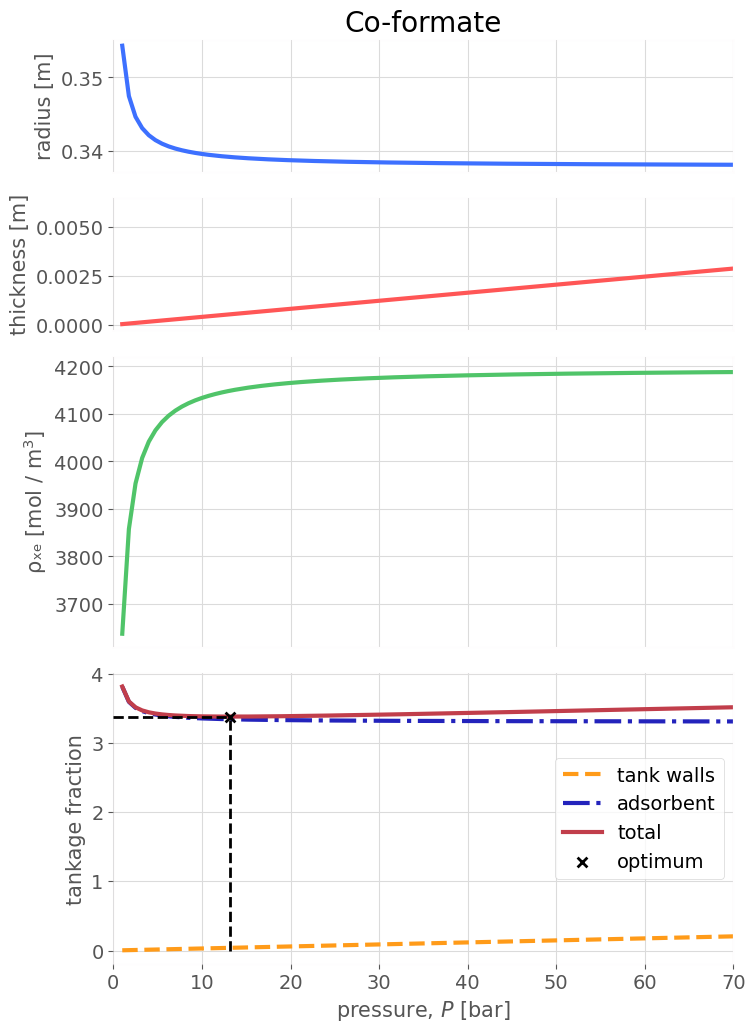 Co-formate
radius [m]
0.35
0.34
thickness [m]
0.0050
0.0025
0.0000
ρₓₑ [mol / m³]
4200
4100
4000
3900
3800
3700
tankage fraction
4
3
2
1
0
tank walls
adsorbent
total
optimum
0 10 20 30 40 50 60 70
pressure, P [bar]